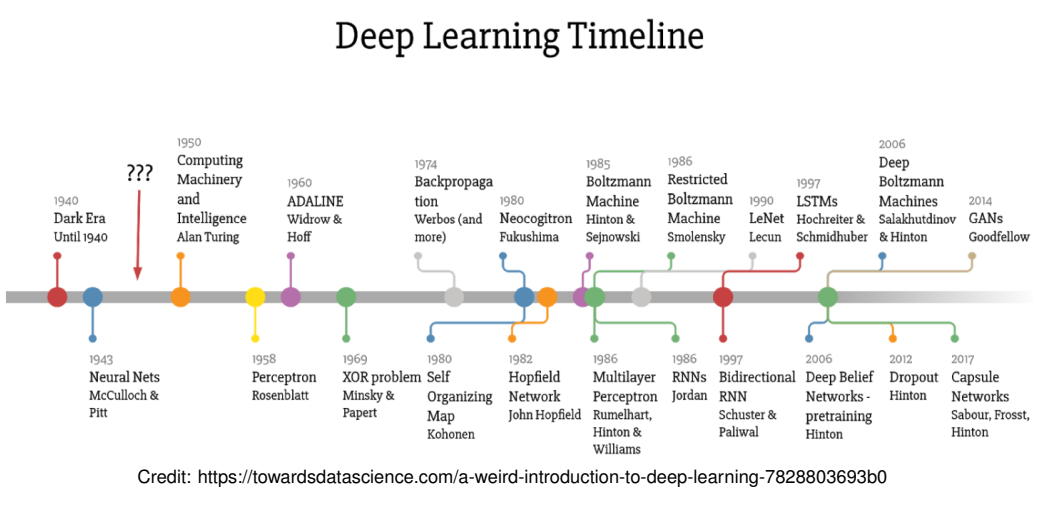 Deep Learning Timeline
???
1940
Dark Era
Until 1940
1950
Computing
Machinery
and
Intelligence
Alan Turing
1960
ADALINE
Widrow &
Hoff
1974
Backpropaga
tion
Werbos (and
more)
1980
Neocogitron
Fukushima
1985
Boltzmann
Machine
Hinton &
Sejnowski
1986
Restricted
Boltzmann
Machine
Smolensky
1990
LeNet
Lecun
1997
LSTMs
Hochreiter &
Schmidhuber
2006
Deep
Boltzmann
Machines
Salakhutdinov
& Hinton
2014
GANs
Goodfellow
1943
Neural Nets
McCulloch &
Pitt
1958
Perceptron
Rosenblatt
1969
XOR problem
Minsky &
Papert
1980
Self
Organizing
Map
Kohonen
1982
Hopfield
Network
John Hopfield
1986
Multilayer
Perceptron
Rumelhart,
Hinton &
Williams
1986
RNNs
Jordan
1997
Bidirectional
RNN
Schuster &
Paliwal
2006
Deep Belief
Networks -
pretraining
Hinton
2012
Dropout
Hinton
2017
Capsule
Networks
Sabour, Frosst,
Hinton
Credit: https://towardsdatascience.com/a-weird-introduction-to-deep-learning-7828803693b0